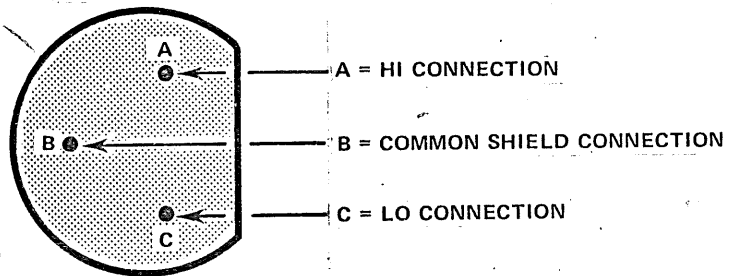 A
A = HI CONNECTION
B
B = COMMON SHIELD CONNECTION
C = LO CONNECTION
C